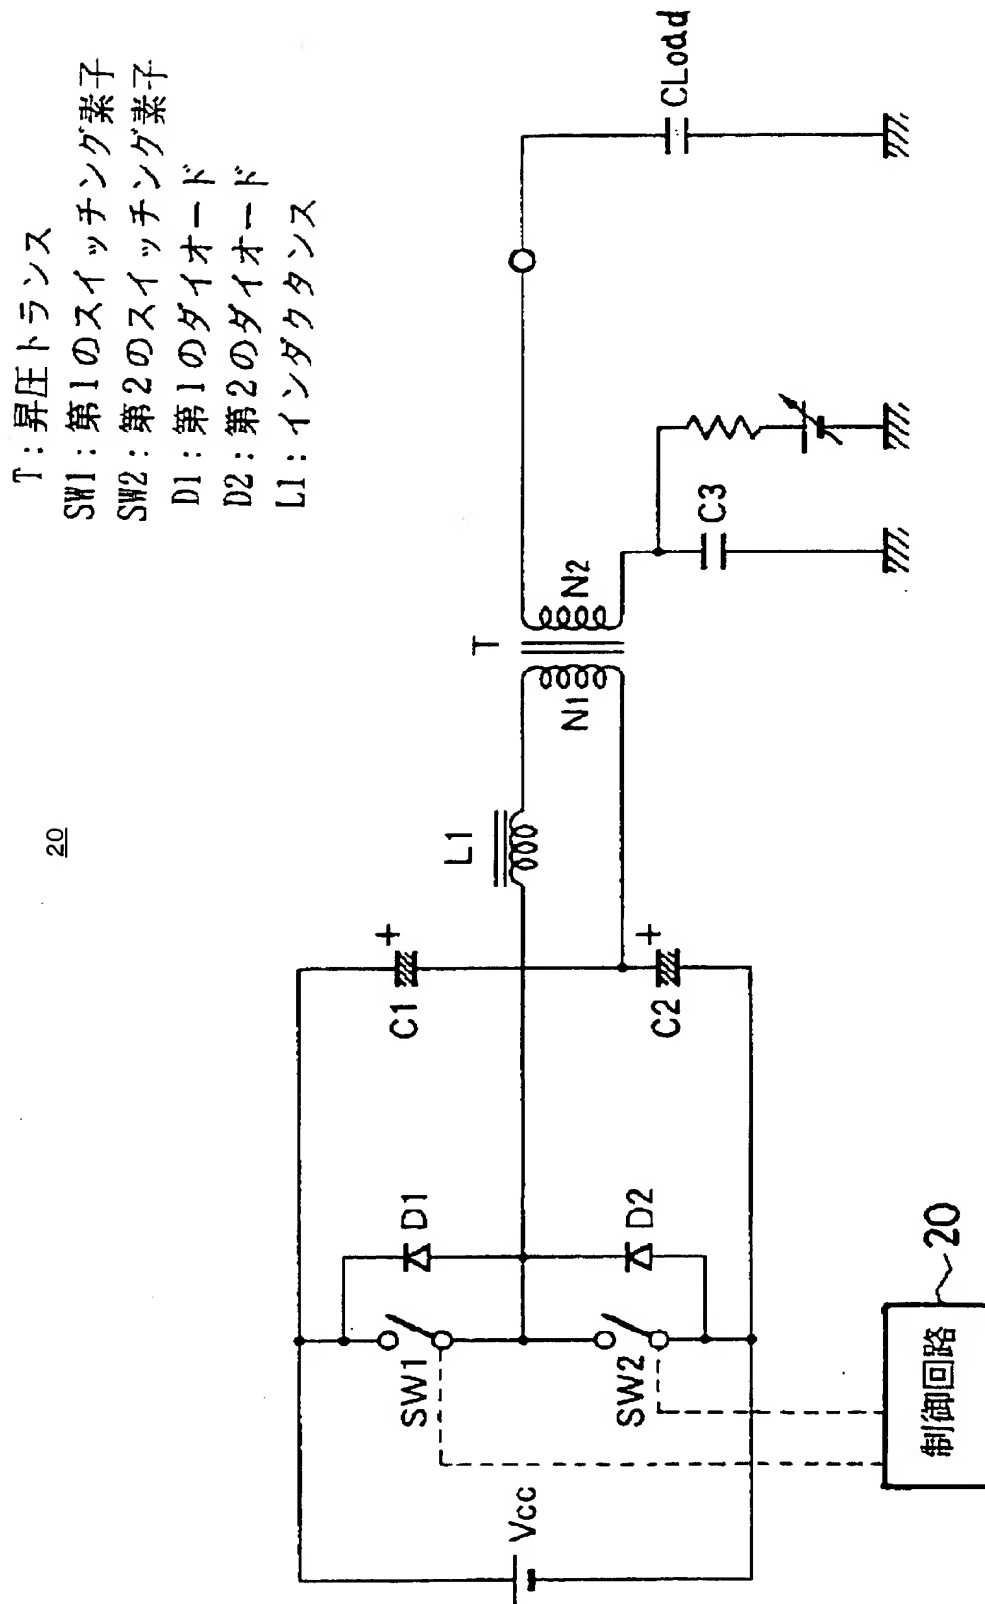 T：昇圧トランス
SW1：第1のスイッチング素子
SW2：第2のスイッチング素子
D1：第1のダイオード
D2：第2のダイオード
L1：インダクタンス
20
Vcc
SW1
SW2
D1
D2
C1
+
C2
+
L1
T
N1
N2
C3
CLoad
制御回路
20